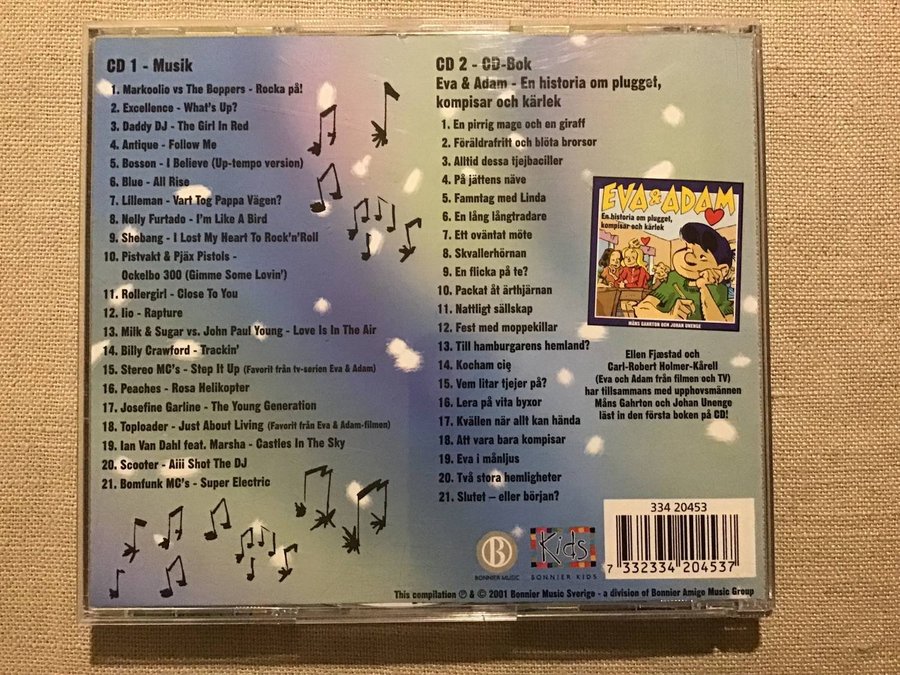 CD 1 - Musik
1. Markoolio vs The Boppers - Rocka på!
2. Excellence - What's Up?
3. Daddy DJ - The Girl In Red
4. Antique - Follow Me
5. Bosson - I Believe (Up-tempo version)
6. Blue - All Rise
7. Lilleman - Vart Tog Pappa Vägen?
8. Nelly Furtado - I'm Like A Bird
9. Shebang - I Lost My Heart To Rock'n'Roll
10. Pistvakt & Pjäx Pistols -
Ockelbo 300 (Gimme Some Lovin')
11. Rollergirl - Close To You
12. Iio - Rapture
13. Milk & Sugar vs. John Paul Young - Love Is In The Air
14. Billy Crawford - Trackin'
15. Stereo MC's - Step It Up (Favorit från tv-serien Eva & Adam)
16. Peaches - Rosa Helikopter
17. Josefine Garline - The Young Generation
18. Toploader - Just About Living (Favorit från Eva & Adam-filmen)
19. Ian Van Dahl feat. Marsha - Castles In The Sky
20. Scooter - Aiii Shot The DJ
21. Bomfunk MC's - Super Electric
CD 2 - CD-Bok
Eva & Adam - En historia om plugget,
kompisar och kärlek
1. En pirrig mage och en giraff
2. Föräldrafritt och blöta brorsor
3. Alltid dessa tjejbaciller
4. På jättens näve
5. Famntag med Linda
6. En lång långtradare
7. Ett oväntat möte
8. Skvallerhörnan
9. En flicka på te?
10. Packat åt ärthjärnan
11. Nattligt sällskap
12. Fest med moppekillar
13. Till hamburgarens hemland?
14. Kocham cię
15. Vem litar tjejer på?
16. Lera på vita byxor
17. Kvällen när allt kan hända
18. Att vara bara kompisar
19. Eva i månljus
20. Två stora hemligheter
21. Slutet – eller början?
EVA & ADAM
En historia om plugget,
kompisar och kärlek
MÅNS GAHRTON OCH JOHAN UNENGE
Ellen Fjæstad och
Carl-Robert Holmer-Kårell
(Eva och Adam från filmen och TV)
har tillsammans med upphovsmännen
Måns Gahrton och Johan Unenge
läst in den första boken på CD!
334 20453
7 332334 204537
B
BONNIER MUSIC
Kids
BONNIER KIDS
This compilation ℗ & © 2001 Bonnier Music Sverige - a division of Bonnier Amigo Music Group